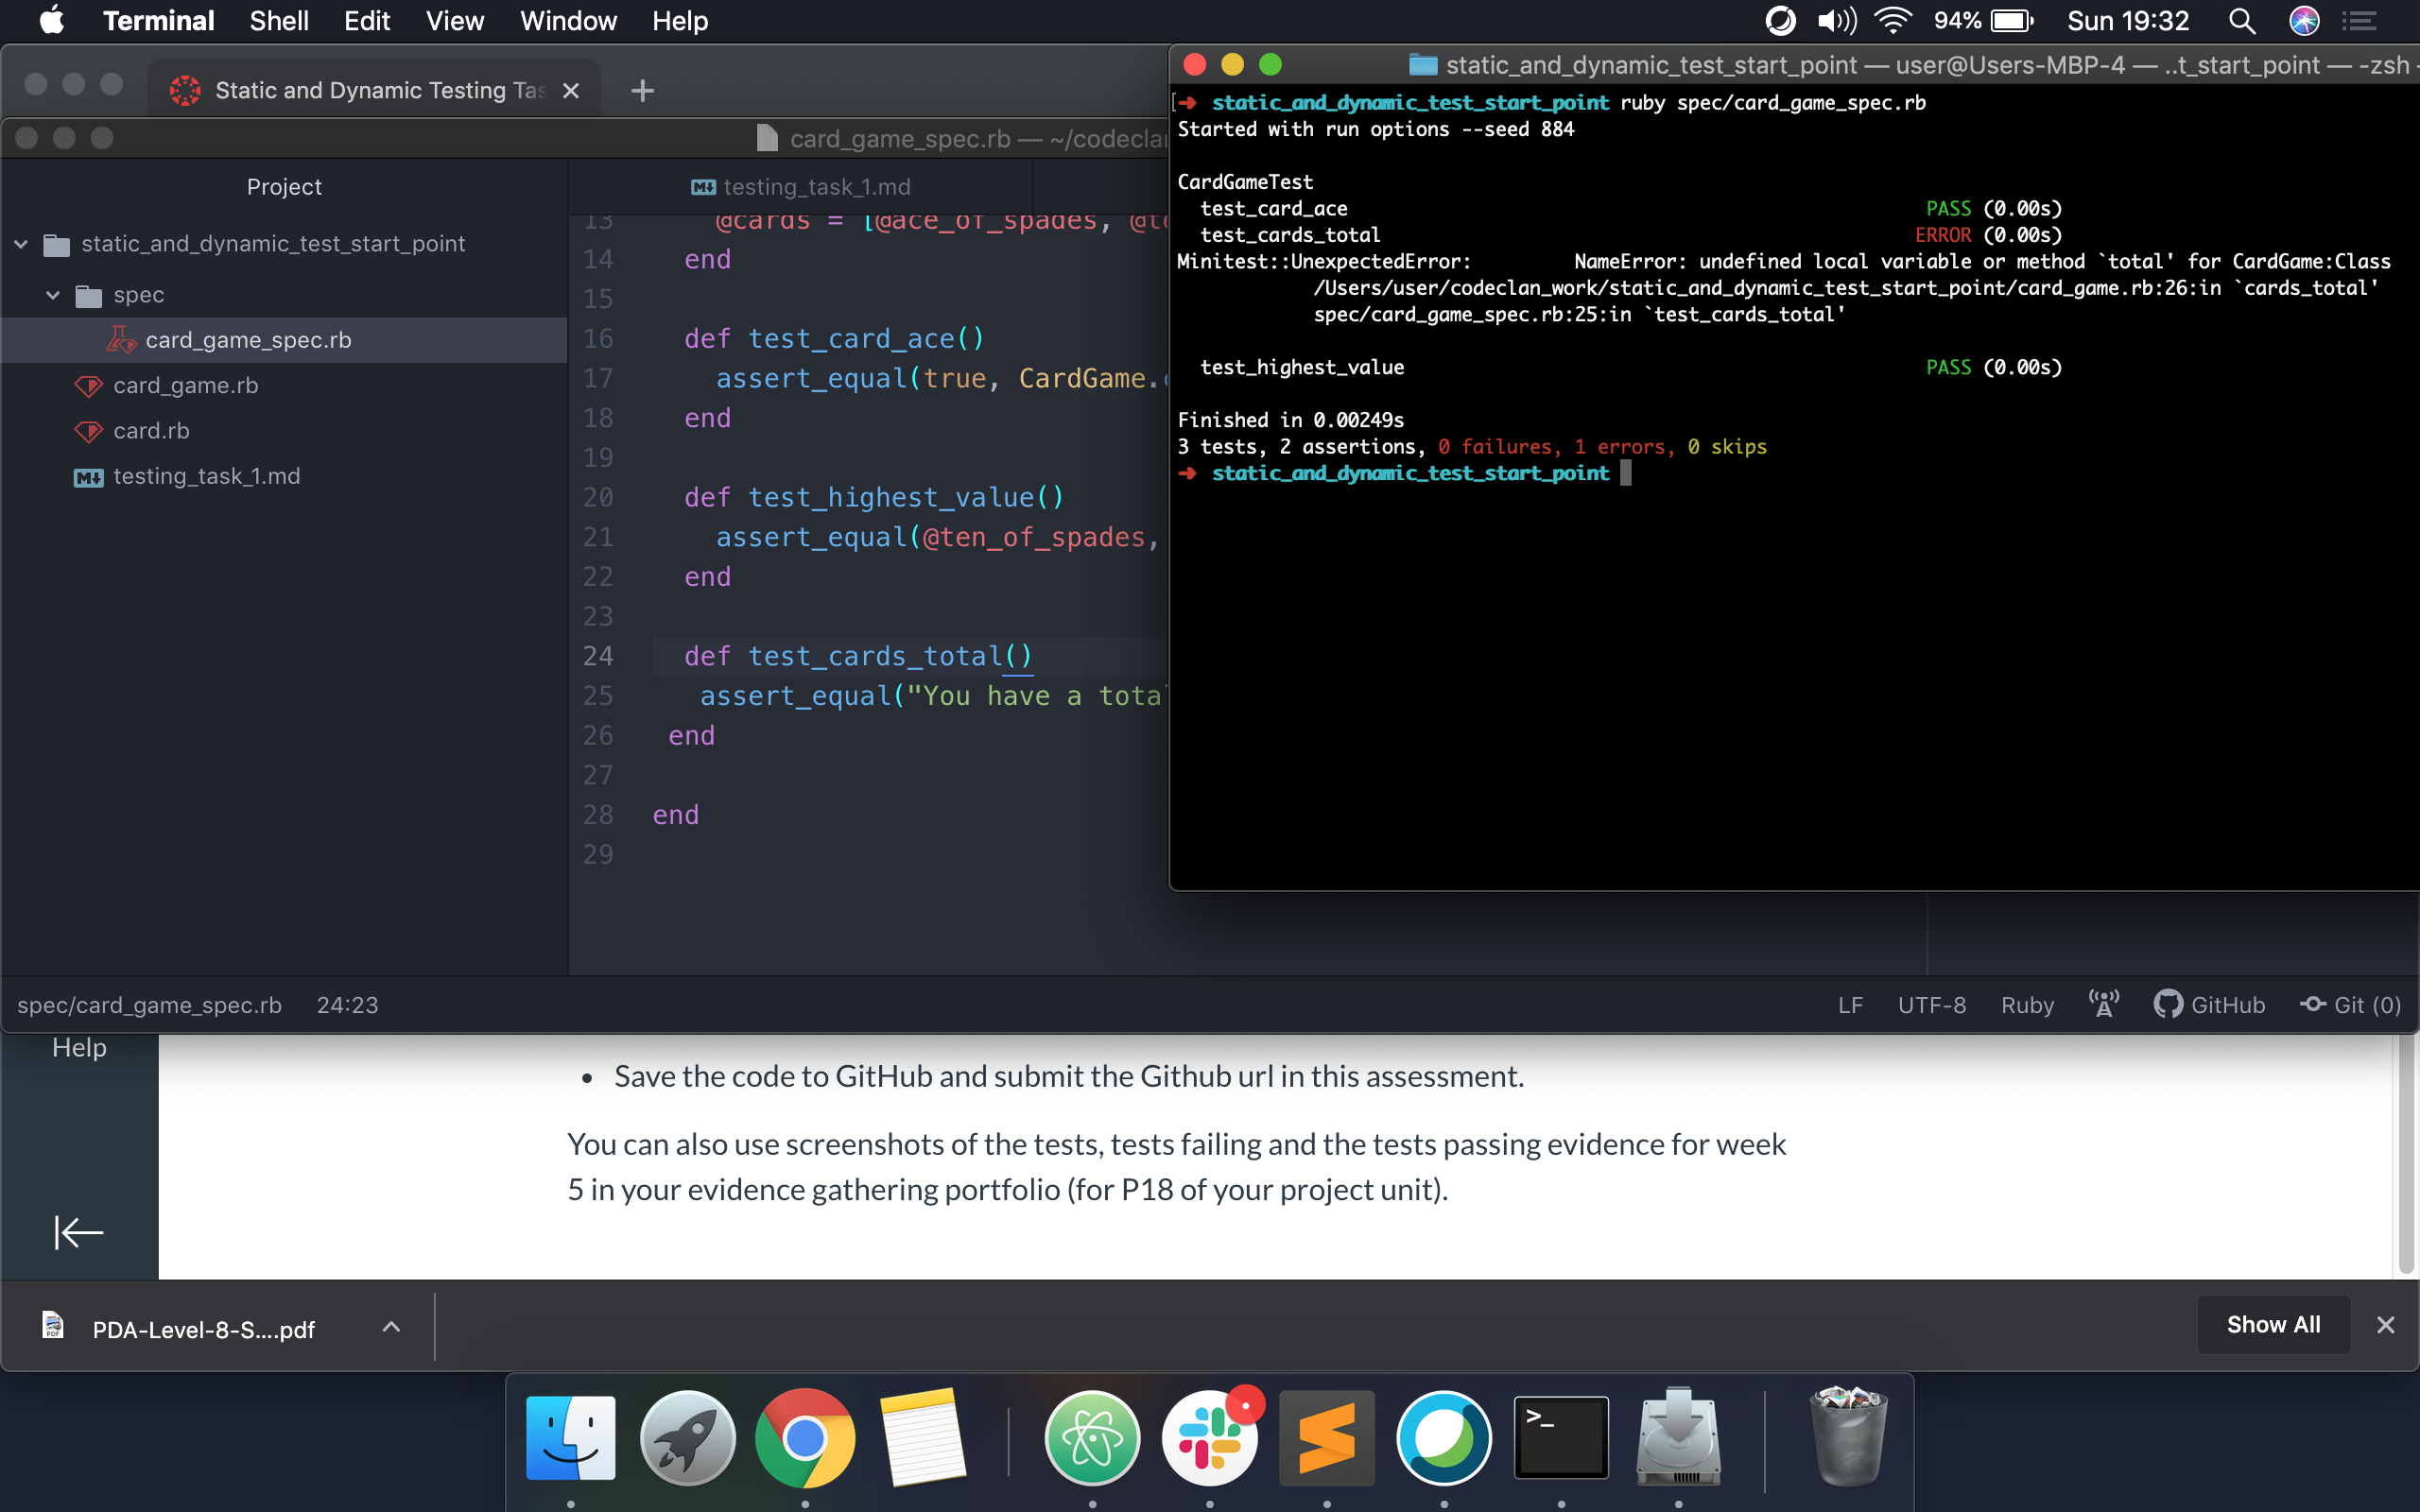 Terminal Shell Edit View Window Help 94% Sun 19:32
Static and Dynamic Testing Tas
card_game_spec.rb — ~/codeclan
Project
static_and_dynamic_test_start_point
spec
card_game_spec.rb
card_game.rb
card.rb
testing_task_1.md
testing_task_1.md
13 @cards = [@ace_of_spades, @te
14 end
15
16 def test_card_ace()
17 assert_equal(true, CardGame.
18 end
19
20 def test_highest_value()
21 assert_equal(@ten_of_spades,
22 end
23
24 def test_cards_total()
25 assert_equal("You have a total
26 end
27
28 end
29
spec/card_game_spec.rb 24:23 LF UTF-8 Ruby GitHub Git (0)
static_and_dynamic_test_start_point — user@Users-MBP-4 — ..t_start_point — -zsh
[➜ static_and_dynamic_test_start_point ruby spec/card_game_spec.rb
Started with run options --seed 884
CardGameTest
test_card_ace PASS (0.00s)
test_cards_total ERROR (0.00s)
Minitest::UnexpectedError: NameError: undefined local variable or method `total' for CardGame:Class
/Users/user/codeclan_work/static_and_dynamic_test_start_point/card_game.rb:26:in `cards_total'
spec/card_game_spec.rb:25:in `test_cards_total'
test_highest_value PASS (0.00s)
Finished in 0.00249s
3 tests, 2 assertions, 0 failures, 1 errors, 0 skips
➜ static_and_dynamic_test_start_point
Help
• Save the code to GitHub and submit the Github url in this assessment.
You can also use screenshots of the tests, tests failing and the tests passing evidence for week
5 in your evidence gathering portfolio (for P18 of your project unit).
PDA-Level-8-S....pdf
Show All